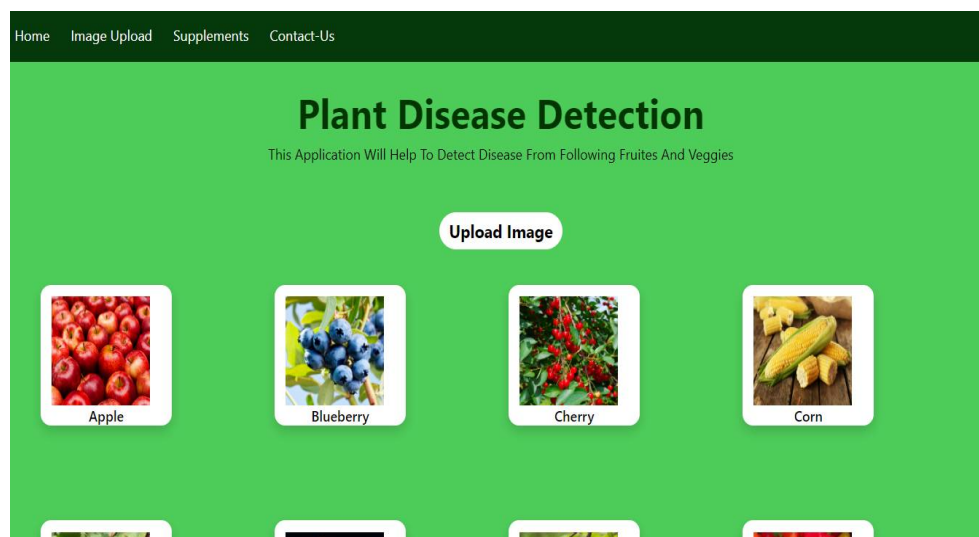 Home Image Upload Supplements Contact-Us
Plant Disease Detection
This Application Will Help To Detect Disease From Following Fruites And Veggies
Upload Image
Apple Blueberry Cherry Corn